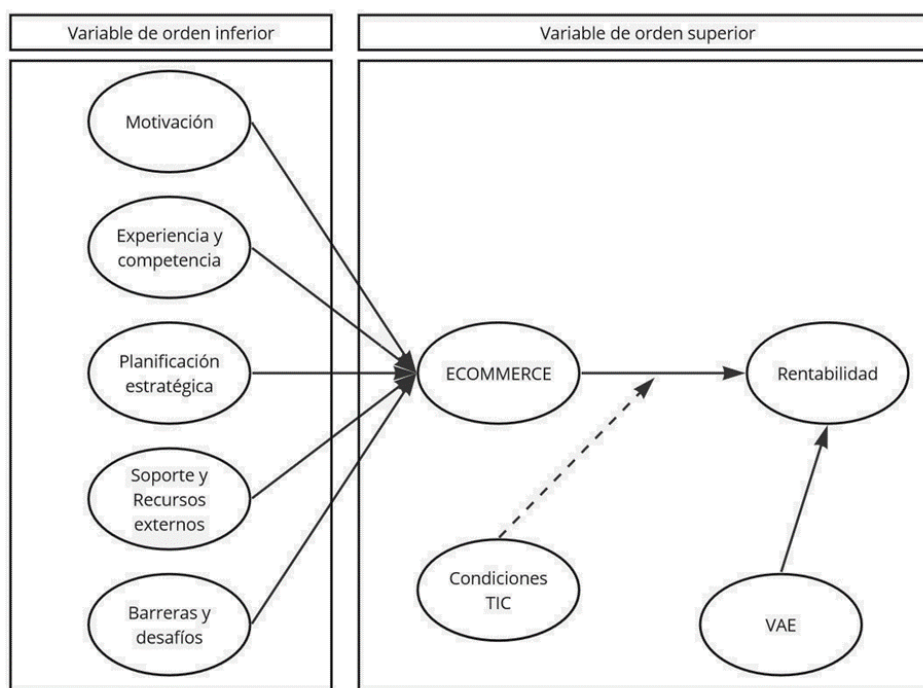 Variable de orden inferior
Variable de orden superior
Motivación
Experiencia y
competencia
Planificación
estratégica
Soporte y
Recursos
externos
Barreras y
desafíos
ECOMMERCE
Rentabilidad
Condiciones
TIC
VAE